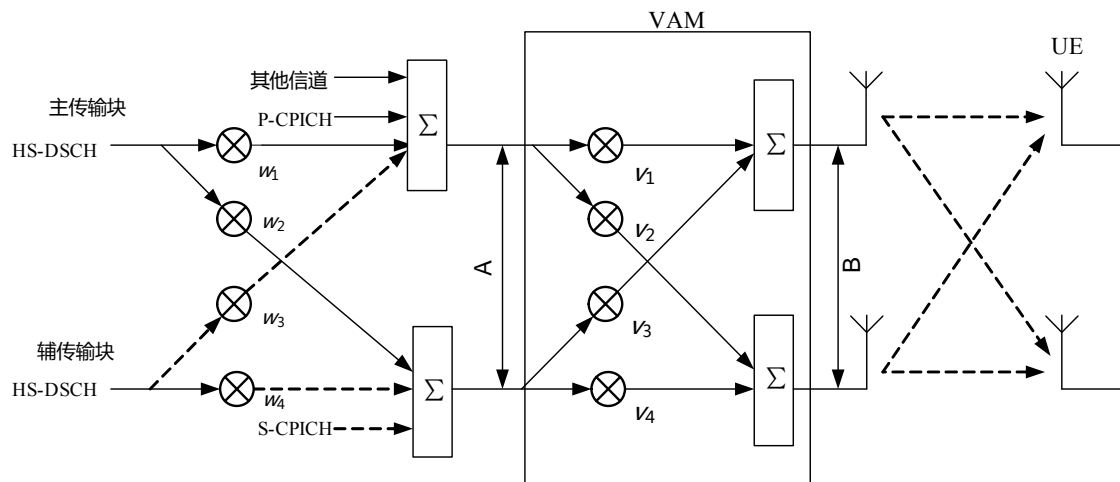 VAM
UE
其他信道
主传输块
P-CPICH
Σ
Σ
HS-DSCH
w1
v1
w2
v2
A
B
w3
v3
辅传输块
Σ
Σ
HS-DSCH
w4
v4
S-CPICH